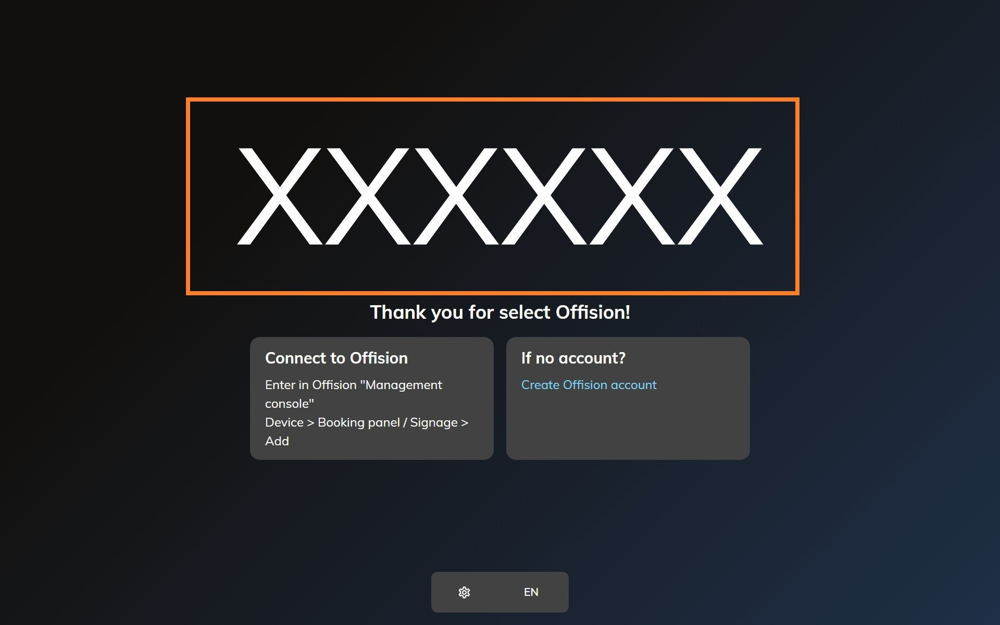 XXXXXX
Thank you for select Offision!
Connect to Offision
Enter in Offision "Management
console"
Device > Booking panel / Signage >
Add
If no account?
Create Offision account
EN